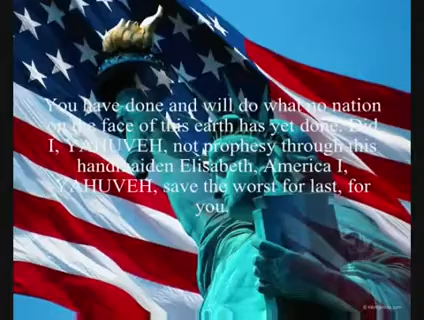 You have done and will do what no nation
on the face of this earth has yet done. Did
I, YAHUVEH, not prophesy through this
handmaiden Elisabeth, America I,
YAHUVEH, save the worst for last, for
you.